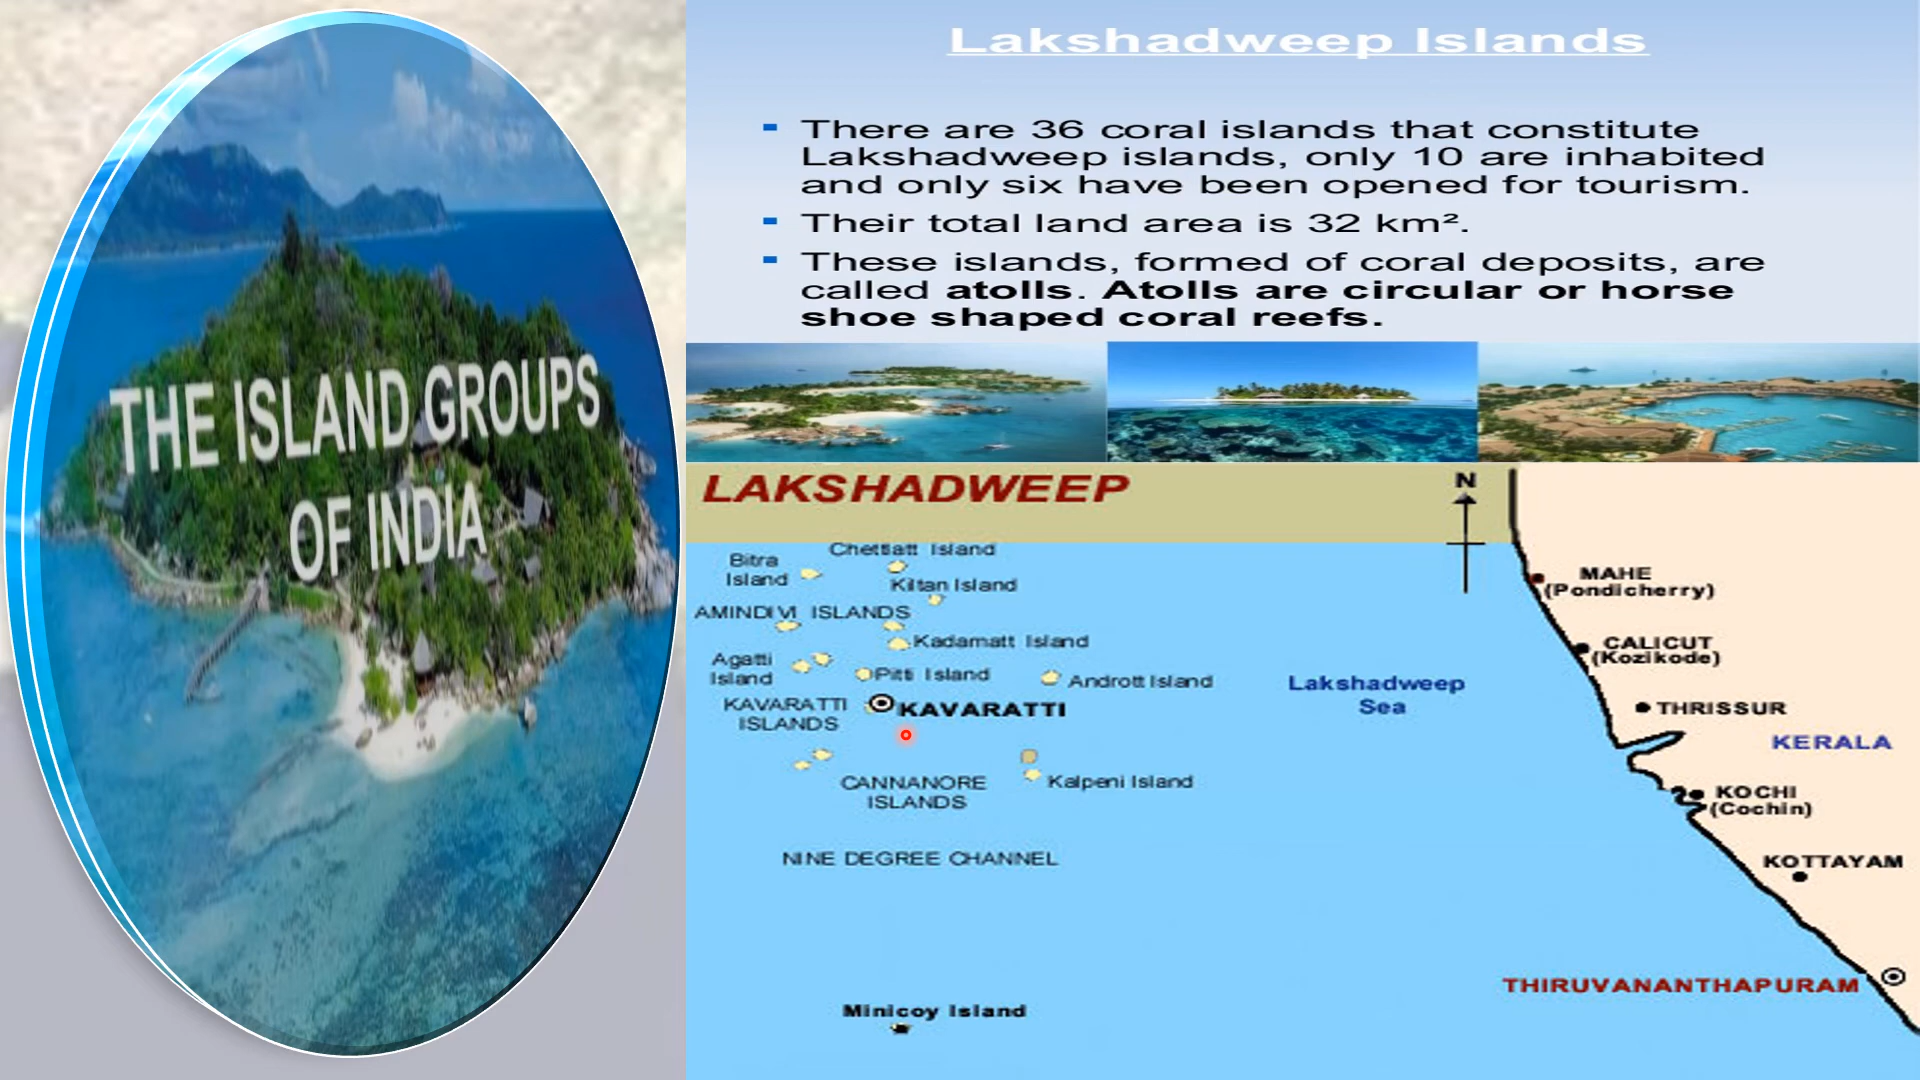 THE ISLAND GROUPS
OF INDIA
Lakshadweep Islands
There are 36 coral islands that constitute
Lakshadweep islands, only 10 are inhabited
and only six have been opened for tourism.
Their total land area is 32 km².
These islands, formed of coral deposits, are
called atolls. Atolls are circular or horse
shoe shaped coral reefs.
LAKSHADWEEP
N
Chettlatt Island
Bitra
Island
Kiltan Island
AMINDIVI ISLANDS
Kadamatt Island
Agatti
Island
Pitti Island
Andrott Island
KAVARATTI
ISLANDS
KAVARATTI
CANNANORE
ISLANDS
Kalpeni Island
NINE DEGREE CHANNEL
Minicoy Island
Lakshadweep
Sea
MAHE
(Pondicherry)
CALICUT
(Kozikode)
THRISSUR
KERALA
KOCHI
(Cochin)
KOTTAYAM
THIRUVANANTHAPURAM